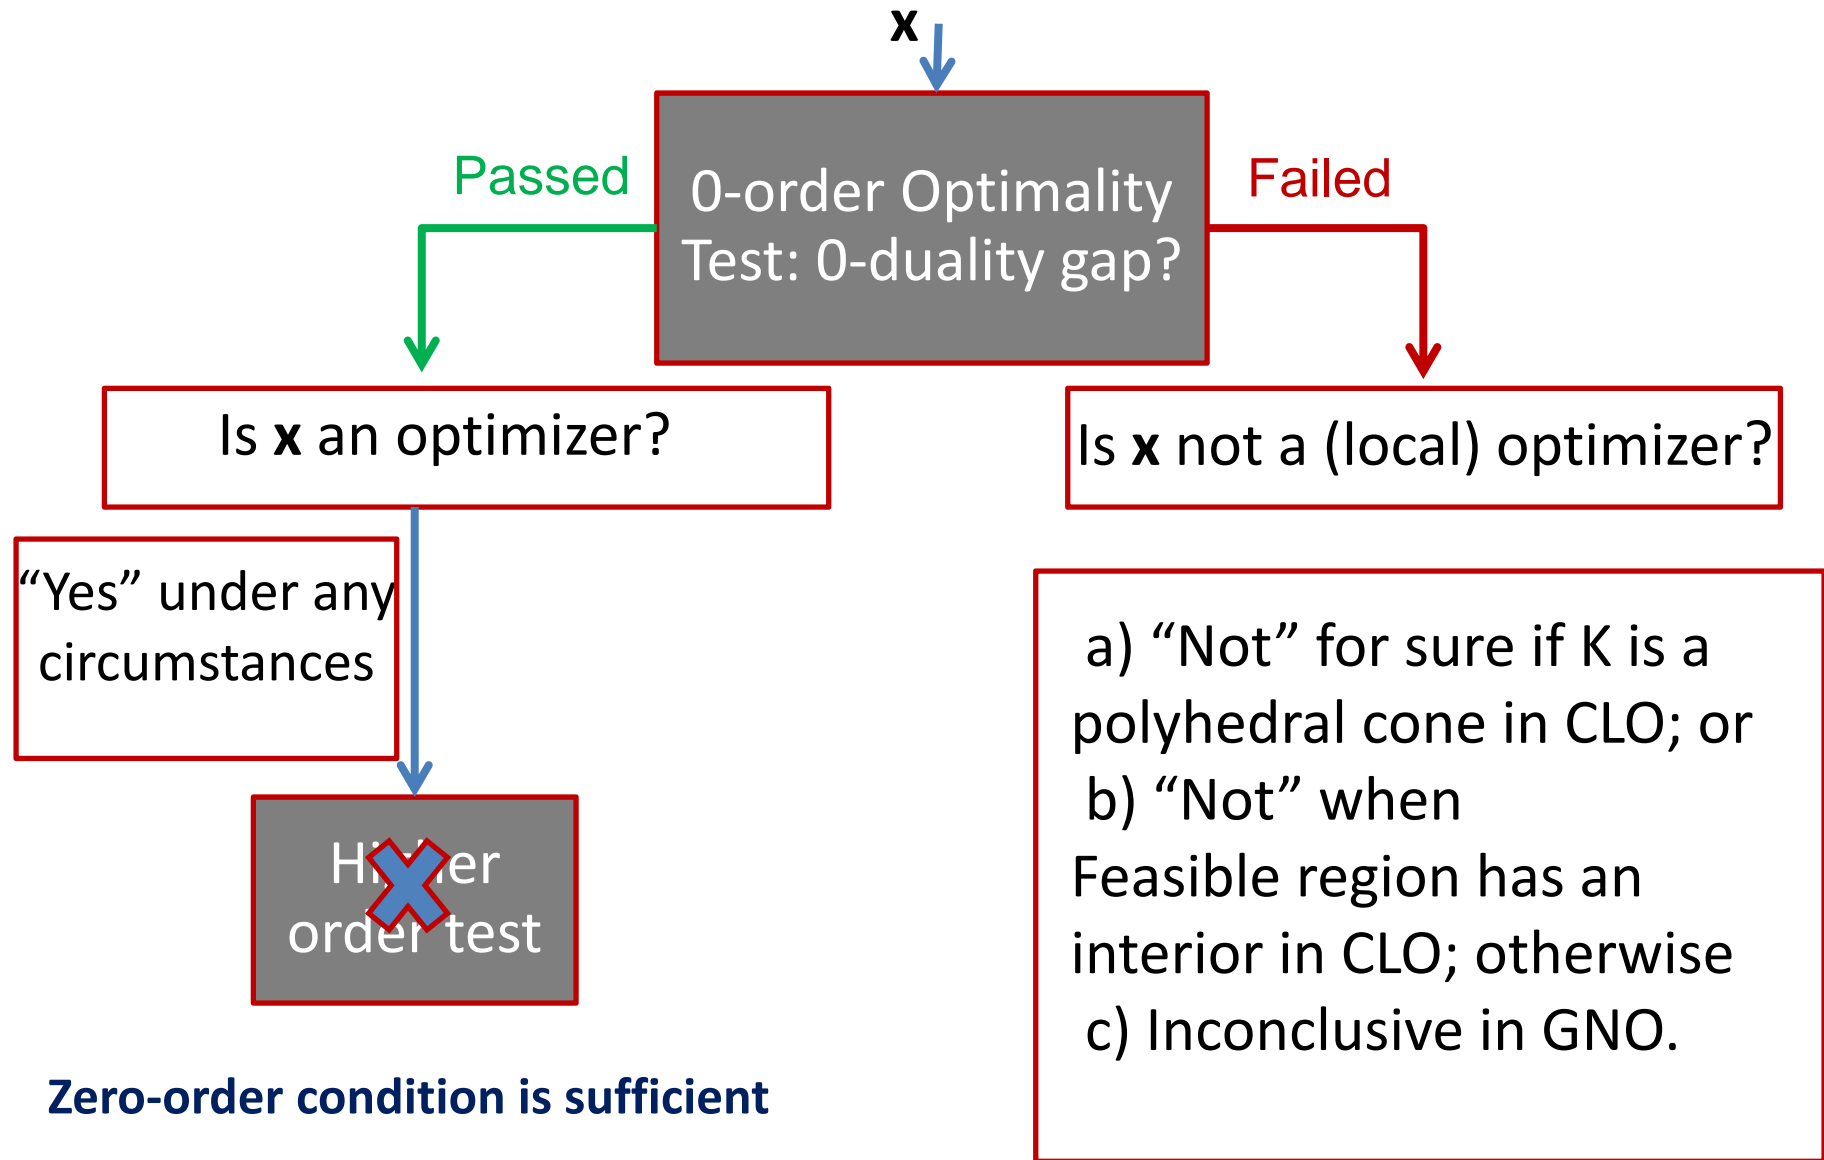 x
Passed
0-order Optimality
Test: 0-duality gap?
Failed
Is x an optimizer?
Is x not a (local) optimizer?
“Yes” under any
circumstances
a) “Not” for sure if K is a
polyhedral cone in CLO; or
b) “Not” when
Feasible region has an
interior in CLO; otherwise
c) Inconclusive in GNO.
Higher
order test
Zero-order condition is sufficient